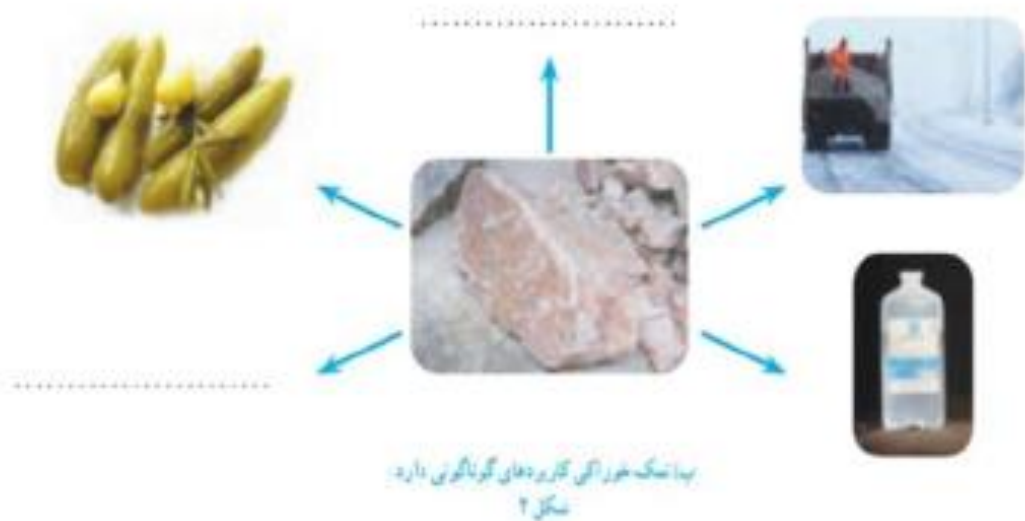 ب) نمک خوراکی کاربردهای گوناگونی دارد.
شکل ۲